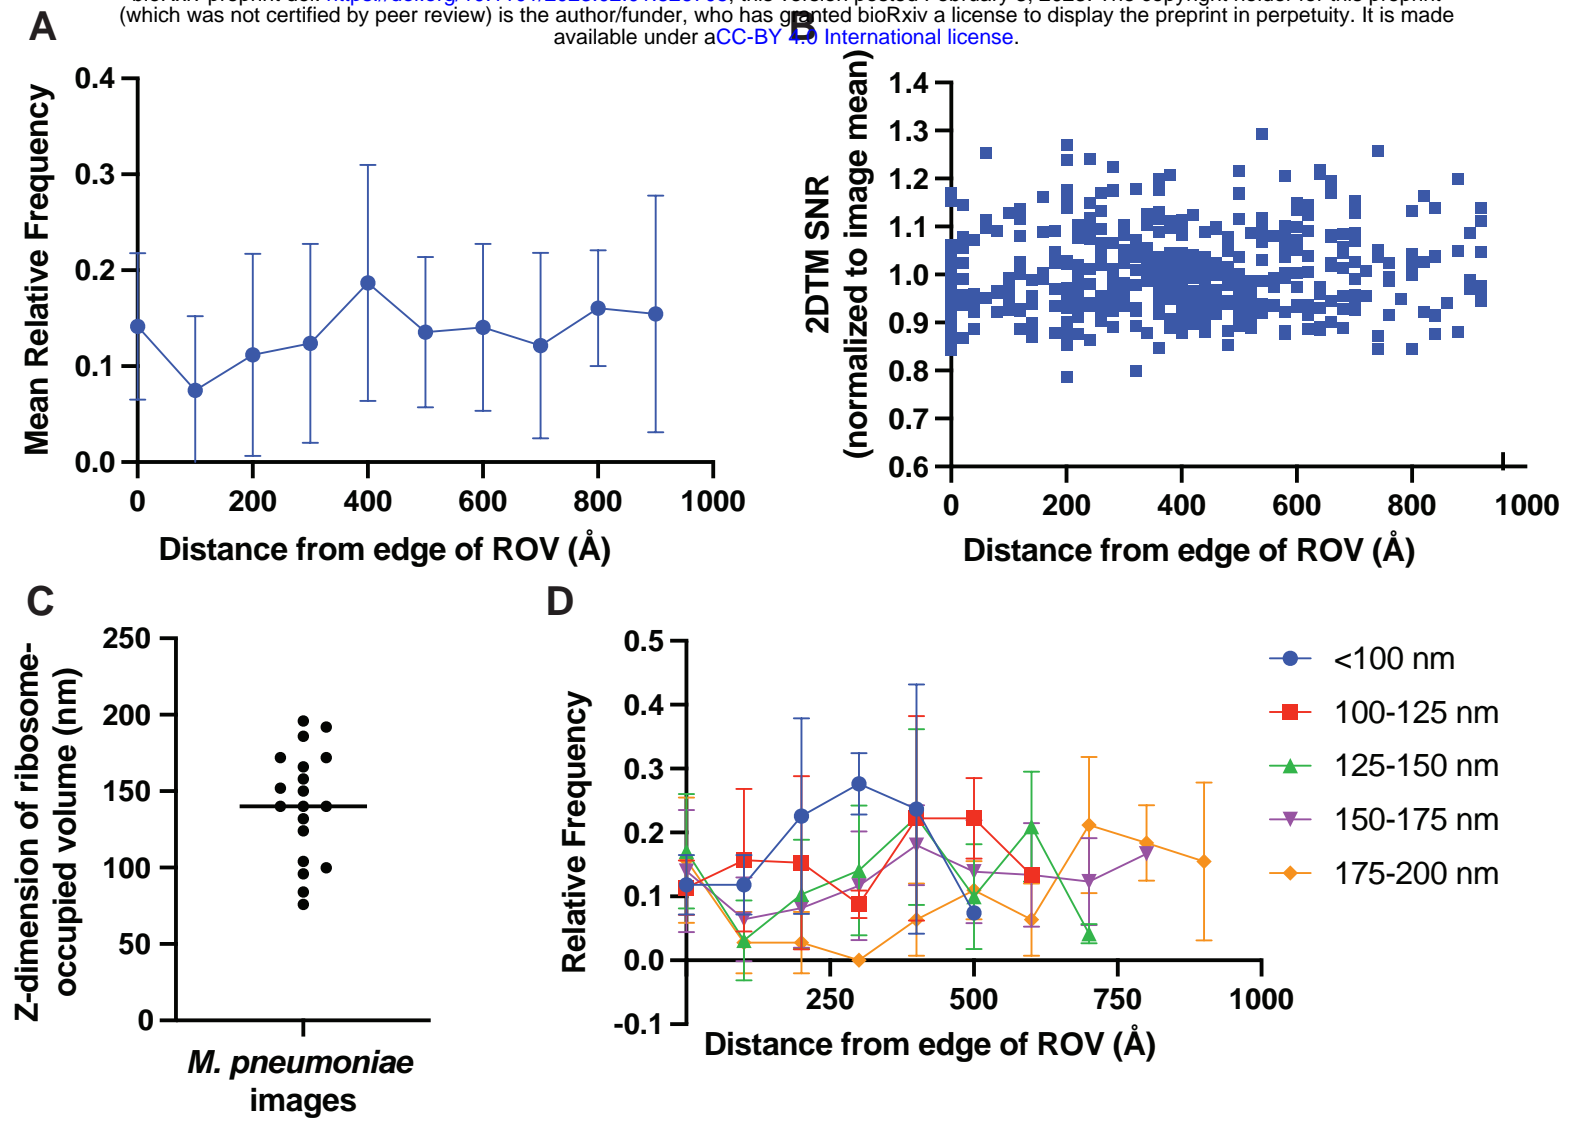 (which was not certified by peer review) is the author/funder, who has granted bioRxiv a license to display the preprint in perpetuity. It is made
available under aCC-BY 4.0 International license.
A
B
0.4
0.3
0.2
0.1
0.0
Mean Relative Frequency
0 200 400 600 800 1000
Distance from edge of ROV (Å)
1.4
1.3
1.2
1.1
1.0
0.9
0.8
0.7
0.6
2DTM SNR
(normalized to image mean)
0 200 400 600 800 1000
Distance from edge of ROV (Å)
C
250
200
150
100
50
0
Z-dimension of ribosome-
occupied volume (nm)
M. pneumoniae
images
D
0.5
0.4
0.3
0.2
0.1
0.0
-0.1
Relative Frequency
250 500 750 1000
Distance from edge of ROV (Å)
<100 nm
100-125 nm
125-150 nm
150-175 nm
175-200 nm